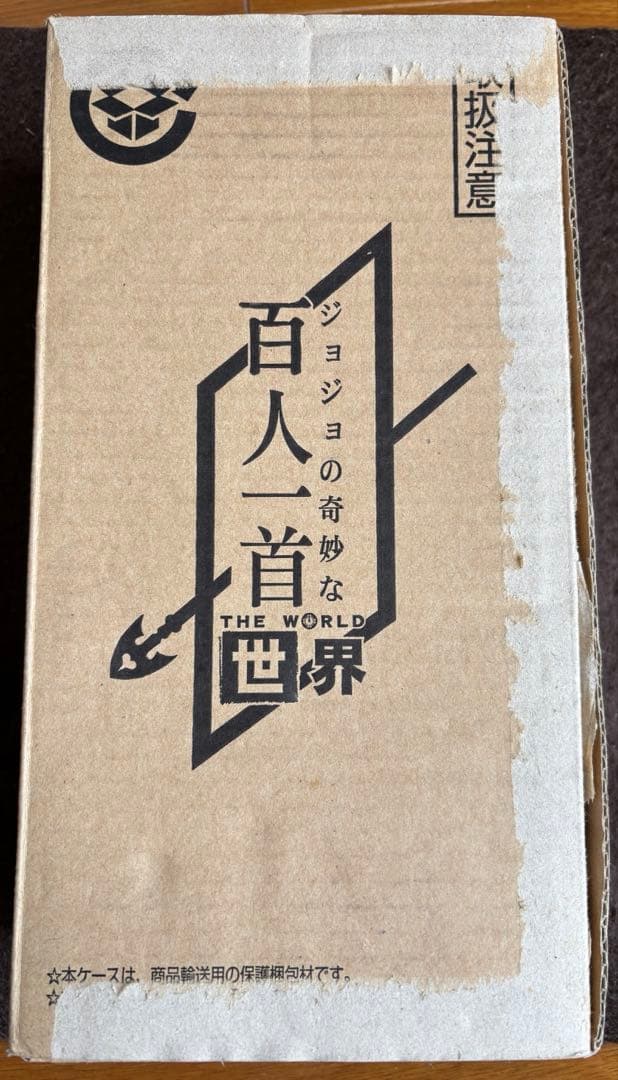 取扱注意
ジョジョの奇妙な
百人一首
THE WORLD
世界
☆本ケースは、商品輸送用の保護梱包材です。
☆